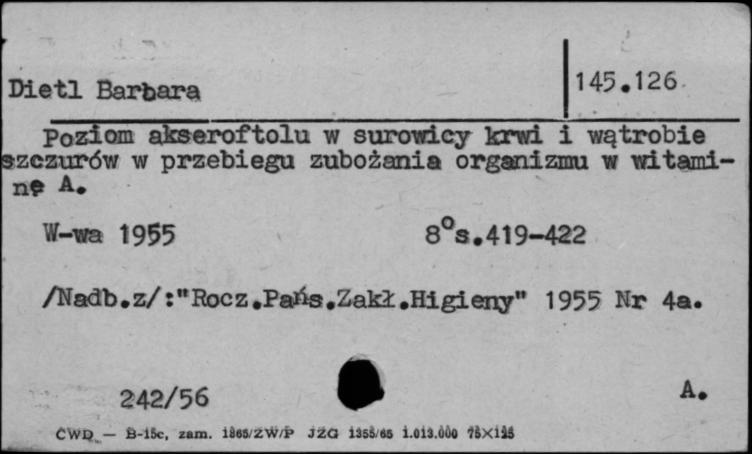 Dietl Barbara
145.126
Poziom akseroftolu w surowicy krwi i wątrobie
szczurów w przebiegu zubożania organizmu w witami-
nę A.
W-wa 1955 8°s.419-422
/Nadb.z/:"Rocz.Pańs.Zakł.Higieny" 1955 Nr 4a.
242/56 A.
CWD — B-15c, zam. 1865/ZW/P JZG 1355/65 1.013.000 75×125